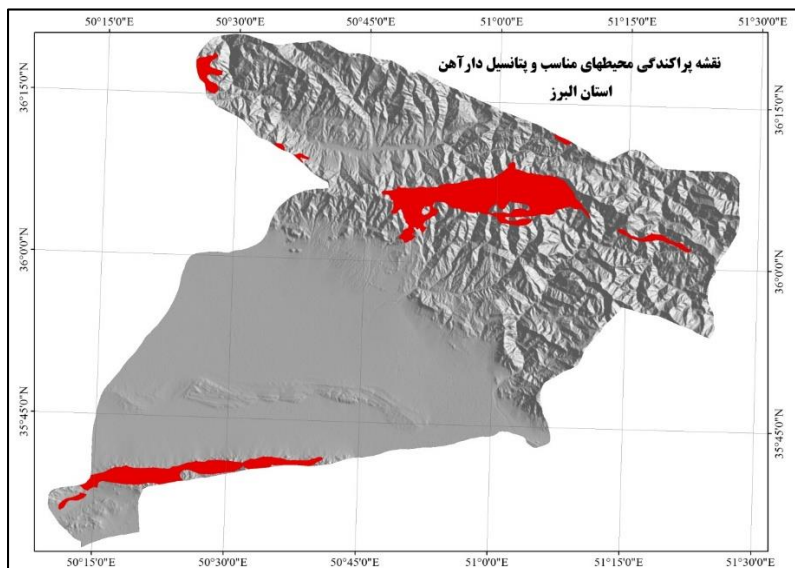 50°15'0"E 50°30'0"E 50°45'0"E 51°0'0"E 51°15'0"E 51°30'0"E
نقشه پراکندگی محیطهای مناسب و پتانسیل دارآهن
استان البرز
36°15'0"N 36°15'0"N
36°0'0"N 36°0'0"N
35°45'0"N 35°45'0"N
50°15'0"E 50°30'0"E 50°45'0"E 51°0'0"E 51°15'0"E 51°30'0"E